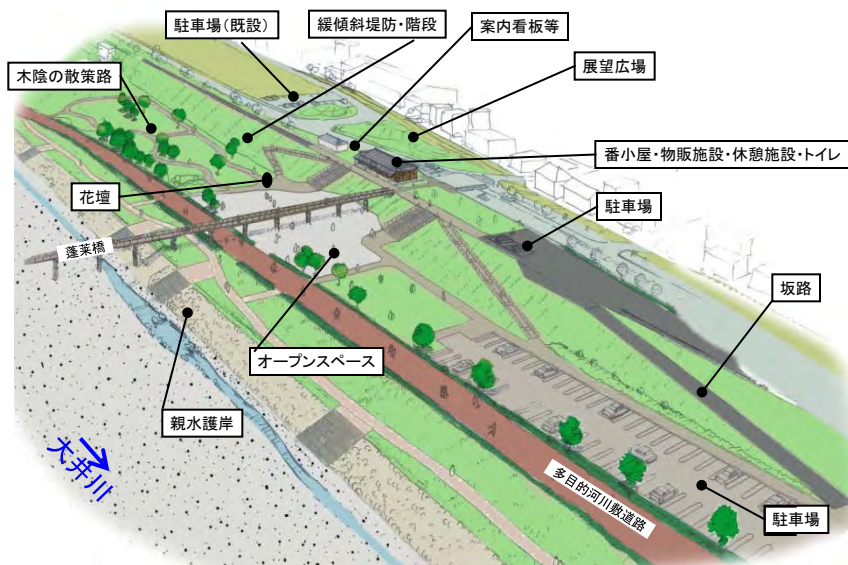 駐車場(既設)
緩傾斜堤防・階段
案内看板等
展望広場
木陰の散策路
番小屋・物販施設・休憩施設・トイレ
花壇
駐車場
蓬莱橋
坂路
オープンスペース
親水護岸
大井川
多目的河川敷道路
駐車場